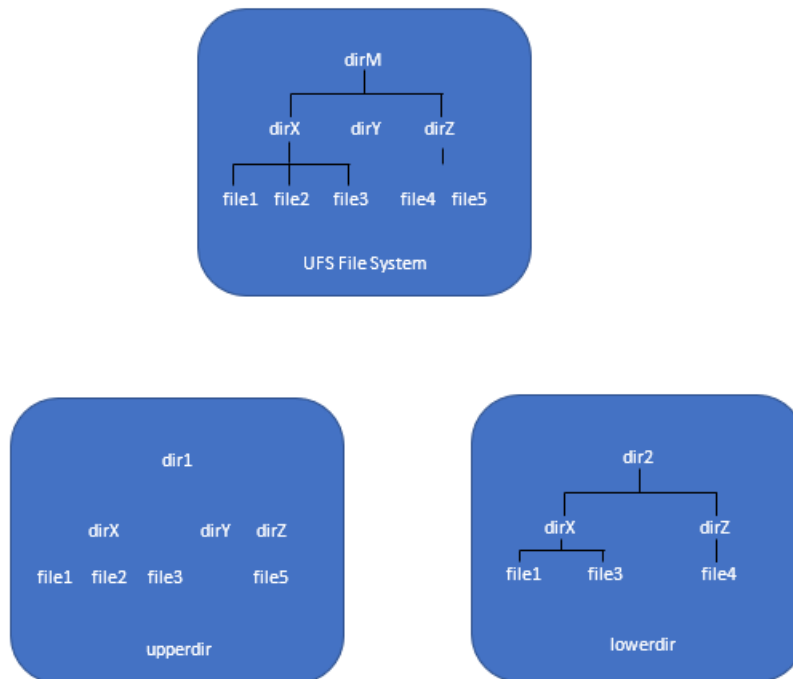 dirM
dirX dirY dirZ
file1 file2 file3 file4 file5
UFS File System
dir1
dirX dirY dirZ
file1 file2 file3 file5
upperdir
dir2
dirX dirZ
file1 file3 file4
lowerdir